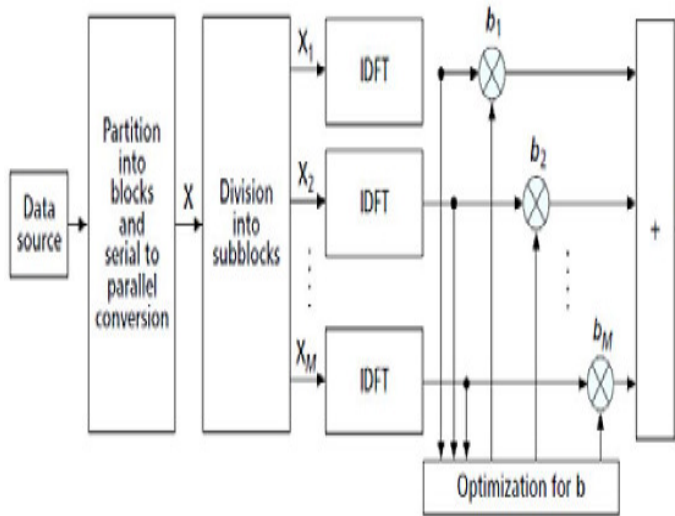 Data
source
Partition
into
blocks
and
serial to
parallel
conversion
X
Division
into
subblocks
X1
IDFT
b1
X2
IDFT
b2
XM
IDFT
bM
+
Optimization for b